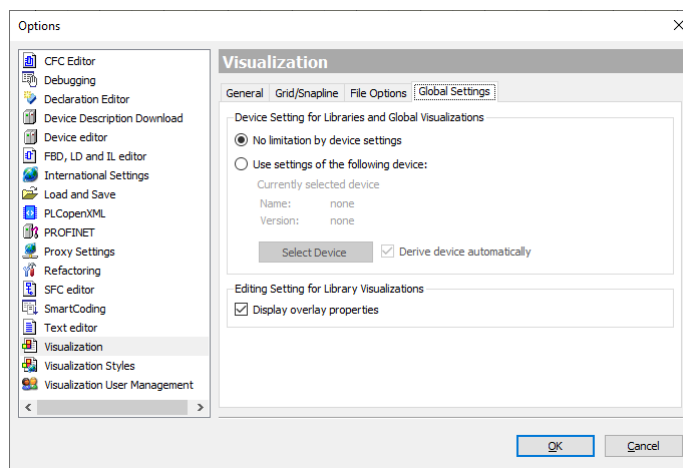 Options
CFC Editor
Debugging
Declaration Editor
Device Description Download
Device editor
FBD, LD and IL editor
International Settings
Load and Save
PLCopenXML
PROFINET
Proxy Settings
Refactoring
SFC editor
SmartCoding
Text editor
Visualization
Visualization Styles
Visualization User Management
Visualization
General Grid/Snapline File Options Global Settings
Device Setting for Libraries and Global Visualizations
No limitation by device settings
Use settings of the following device:
Currently selected device
Name: none
Version: none
Select Device Derive device automatically
Editing Setting for Library Visualizations
Display overlay properties
OK Cancel